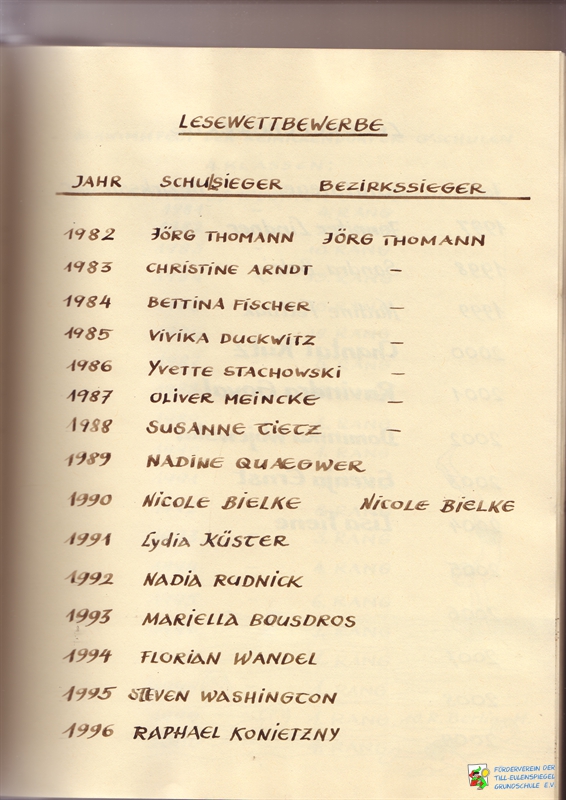 LESEWETTBEWERBE
JAHR SCHULSIEGER BEZIRKSSIEGER
1982 JÖRG THOMANN JÖRG THOMANN
1983 CHRISTINE ARNDT –
1984 BETTINA FISCHER –
1985 VIVIKA DUCKWITZ –
1986 YVETTE STACHOWSKI –
1987 OLIVER MEINCKE –
1988 SUSANNE TIETZ –
1989 NADINE QUAEGWER
1990 NICOLE BIELKE NICOLE BIELKE
1991 Lydia KÜSTER
1992 NADIA RUDNICK
1993 MARIELLA BOUSDROS
1994 FLORIAN WANDEL
1995 STEVEN WASHINGTON
1996 RAPHAEL KONIETZNY
FÖRDERVEREIN DER
TILL-EULENSPIEGEL
GRUNDSCHULE E.V.